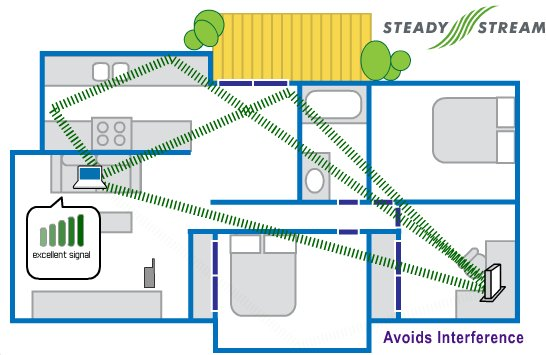 STEADY STREAM
excellent signal
Avoids Interference